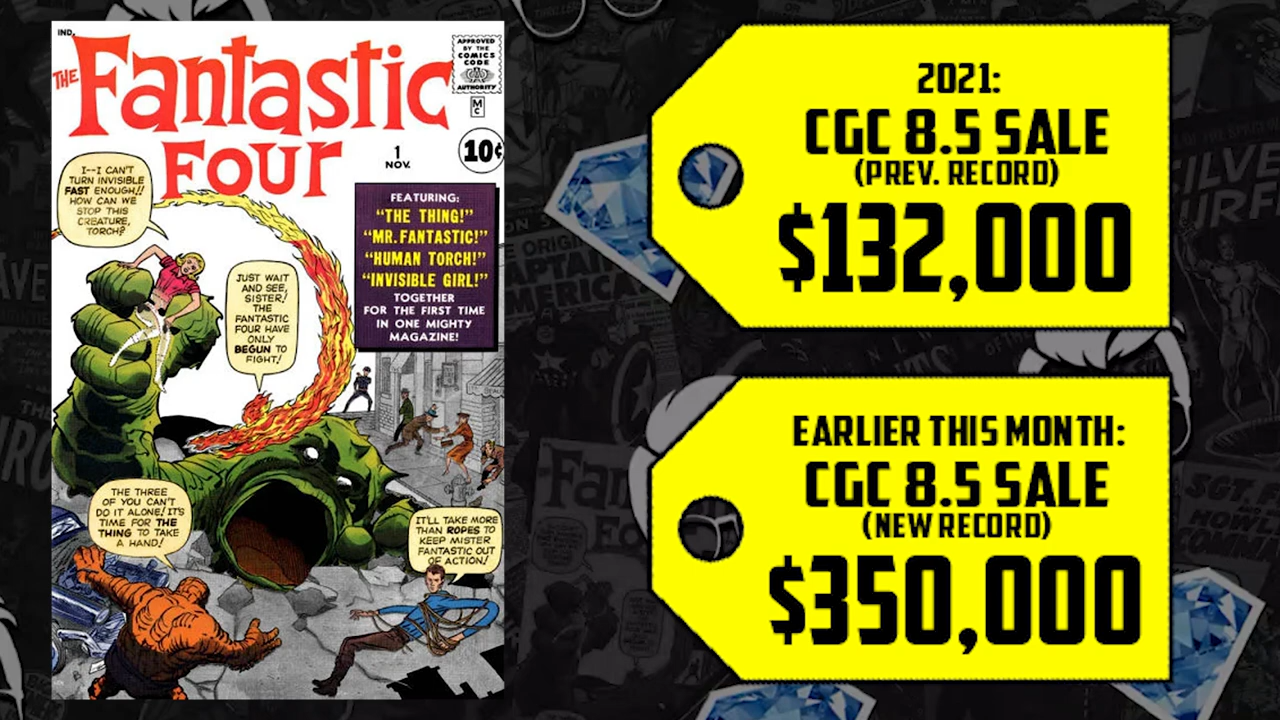 IND.
THE
Fantastic
FOUR
APPROVED
BY THE
COMICS
CODE
AUTHORITY
M
C
1
NOV.
10¢
I--I CAN'T
TURN INVISIBLE
FAST ENOUGH!!
HOW CAN WE
STOP THIS
CREATURE,
TORCH?
JUST WAIT
AND SEE,
SISTER!
THE
FANTASTIC
FOUR HAVE
ONLY
BEGUN TO
FIGHT!
FEATURING:
"THE THING!"
"MR. FANTASTIC!"
"HUMAN TORCH!"
"INVISIBLE GIRL!"
TOGETHER
FOR THE FIRST TIME
IN ONE MIGHTY
MAGAZINE!
THE THREE
OF YOU CAN'T
DO IT ALONE! IT'S
TIME FOR THE
THING TO TAKE
A HAND!
IT'LL TAKE MORE
THAN ROPES TO
KEEP MISTER
FANTASTIC OUT
OF ACTION!
2021:
CGC 8.5 SALE
(PREV. RECORD)
$132,000
EARLIER THIS MONTH:
CGC 8.5 SALE
(NEW RECORD)
$350,000